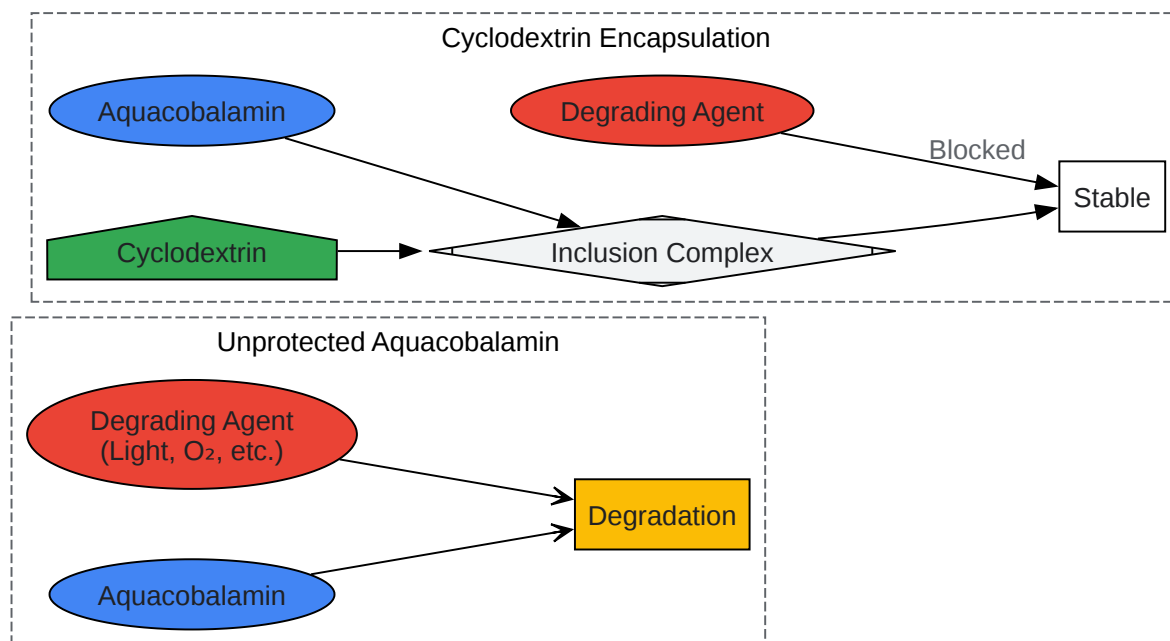 Cyclodextrin Encapsulation
Aquacobalamin
Degrading Agent
Blocked
Stable
Cyclodextrin
Inclusion Complex
Unprotected Aquacobalamin
Degrading Agent
(Light, O₂, etc.)
Degradation
Aquacobalamin